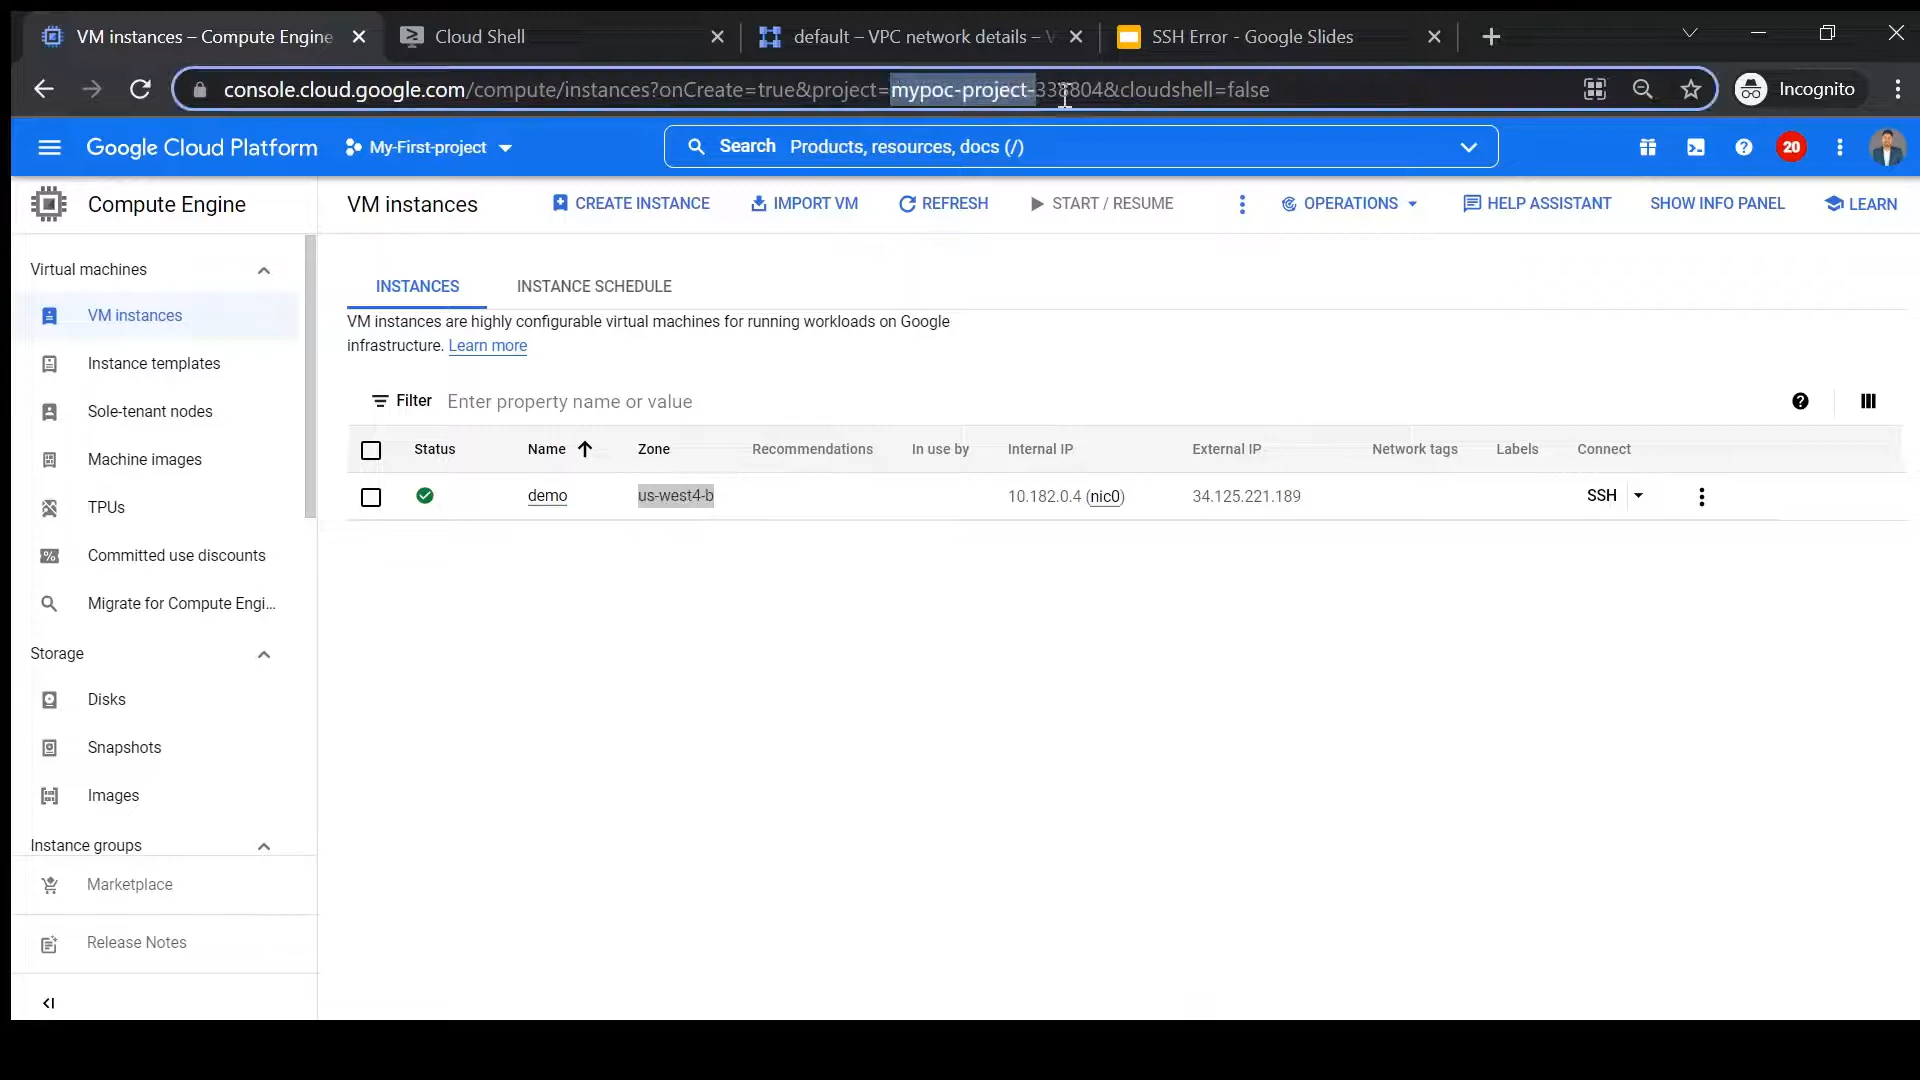 VM instances – Compute Engine
Cloud Shell
default – VPC network details – V
SSH Error - Google Slides
console.cloud.google.com/compute/instances?onCreate=true&project=mypoc-project-338804&cloudshell=false
Incognito
Google Cloud Platform
My-First-project
Search Products, resources, docs (/)
20
Compute Engine
VM instances
CREATE INSTANCE
IMPORT VM
REFRESH
START / RESUME
OPERATIONS
HELP ASSISTANT
SHOW INFO PANEL
LEARN
Virtual machines
VM instances
Instance templates
Sole-tenant nodes
Machine images
TPUs
Committed use discounts
Migrate for Compute Engi...
Storage
Disks
Snapshots
Images
Instance groups
Marketplace
Release Notes
INSTANCES
INSTANCE SCHEDULE
VM instances are highly configurable virtual machines for running workloads on Google
infrastructure. Learn more
Filter Enter property name or value
Status Name Zone Recommendations In use by Internal IP External IP Network tags Labels Connect
demo us-west4-b 10.182.0.4 (nic0) 34.125.221.189 SSH